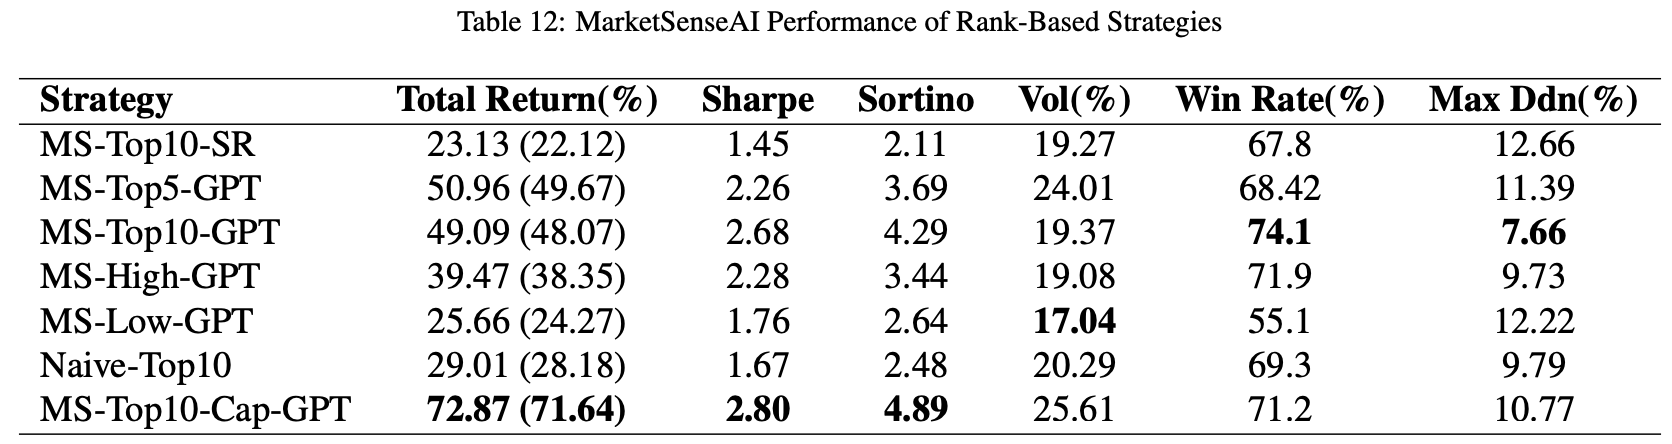 Table 12: MarketSenseAI Performance of Rank-Based Strategies
Strategy Total Return(%) Sharpe Sortino Vol(%) Win Rate(%) Max Ddn(%)
MS-Top10-SR 23.13 (22.12) 1.45 2.11 19.27 67.8 12.66
MS-Top5-GPT 50.96 (49.67) 2.26 3.69 24.01 68.42 11.39
MS-Top10-GPT 49.09 (48.07) 2.68 4.29 19.37 74.1 7.66
MS-High-GPT 39.47 (38.35) 2.28 3.44 19.08 71.9 9.73
MS-Low-GPT 25.66 (24.27) 1.76 2.64 17.04 55.1 12.22
Naive-Top10 29.01 (28.18) 1.67 2.48 20.29 69.3 9.79
MS-Top10-Cap-GPT 72.87 (71.64) 2.80 4.89 25.61 71.2 10.77